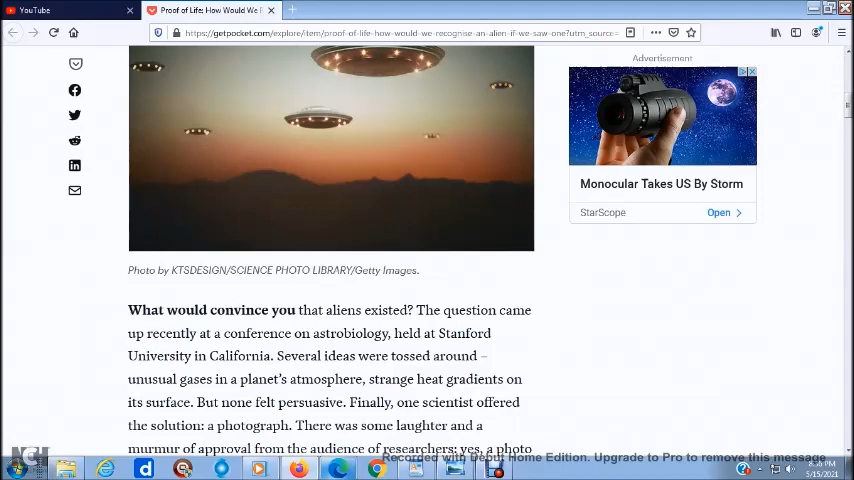 YouTube
Proof of Life: How Would We R
https://getpocket.com/explore/item/proof-of-life-how-would-we-recognise-an-alien-if-we-saw-one?utm_source=
Advertisement
Monocular Takes US By Storm
StarScope
Open
Photo by KTSDESIGN/SCIENCE PHOTO LIBRARY/Getty Images.
What would convince you that aliens existed? The question came
up recently at a conference on astrobiology, held at Stanford
University in California. Several ideas were tossed around –
unusual gases in a planet’s atmosphere, strange heat gradients on
its surface. But none felt persuasive. Finally, one scientist offered
the solution: a photograph. There was some laughter and a
murmur of approval from the audience of researchers: yes, a photo
Recorded with Debut Home Edition. Upgrade to Pro to remove this message
NCH
5/15/2021